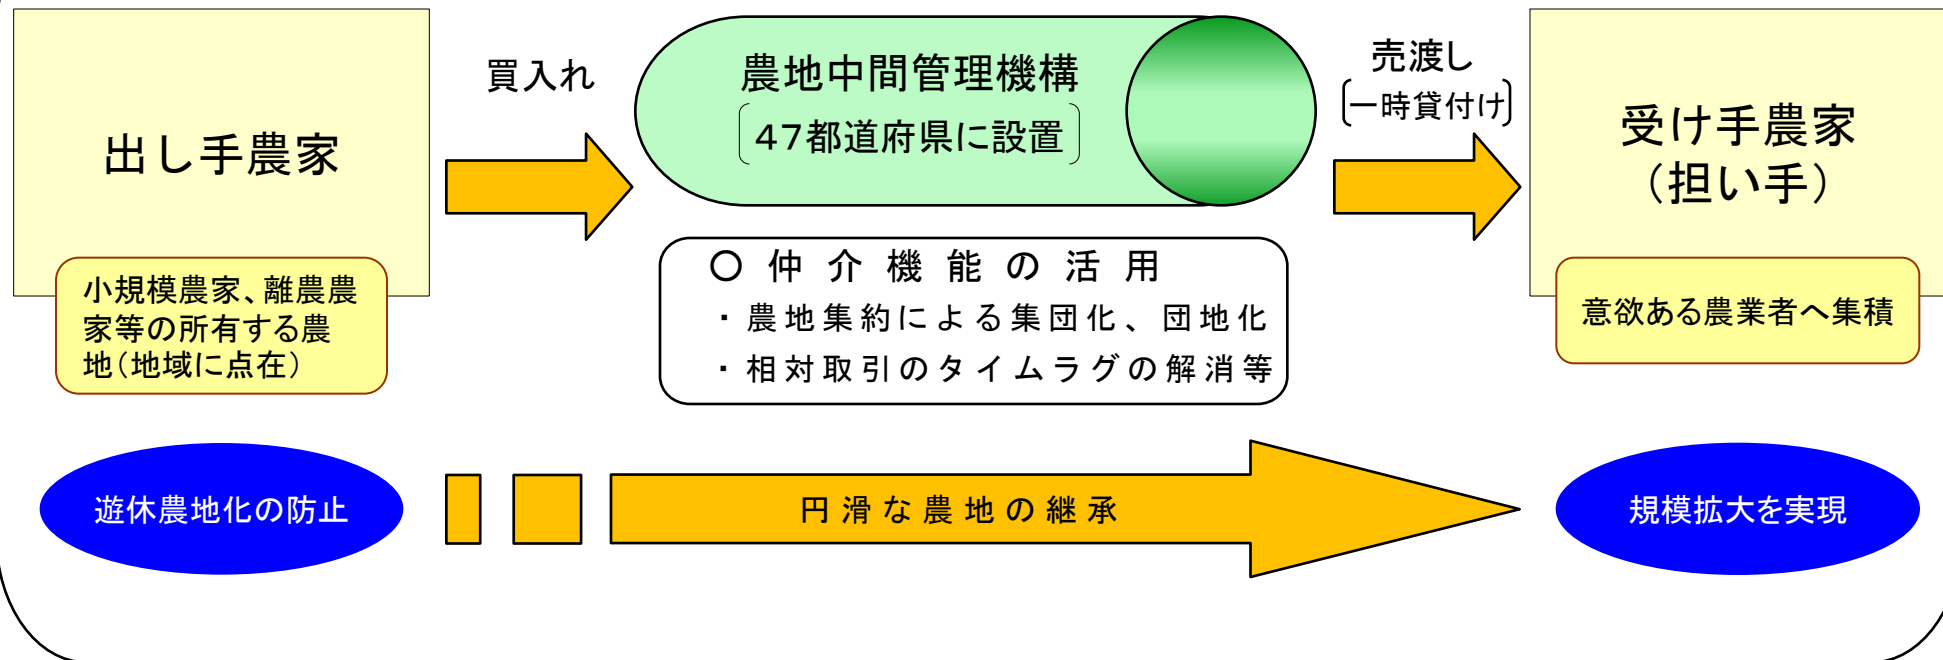 出し手農家
小規模農家、離農農
家等の所有する農
地(地域に点在)
買入れ
農地中間管理機構
47都道府県に設置
○仲介機能の活用
・農地集約による集団化、団地化
・相対取引のタイムラグの解消等
売渡し
[一時貸付け]
受け手農家
(担い手)
意欲ある農業者へ集積
遊休農地化の防止
円滑な農地の継承
規模拡大を実現